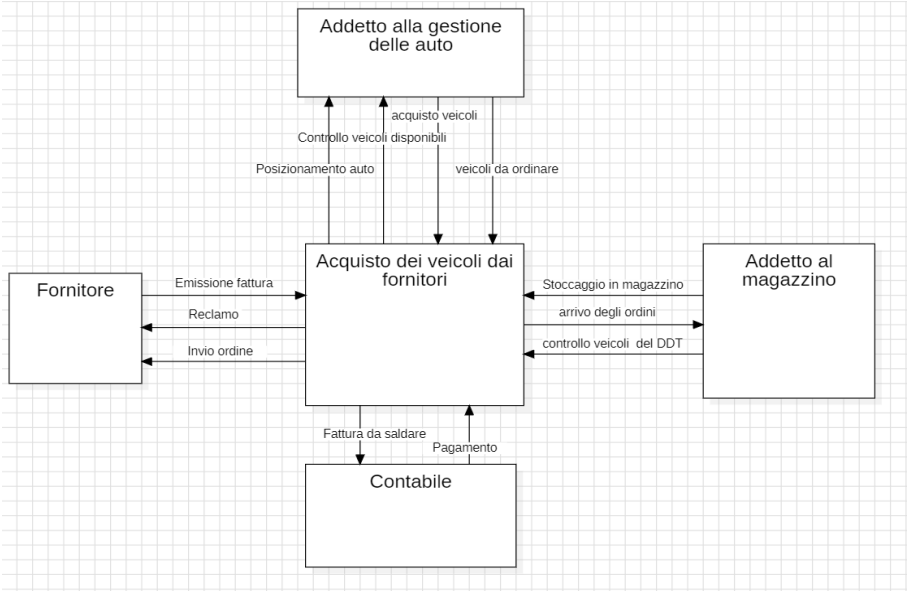 Addetto alla gestione
delle auto
acquisto veicoli
Controllo veicoli disponibili
Posizionamento auto
veicoli da ordinare
Acquisto dei veicoli dai
fornitori
Addetto al
magazzino
Fornitore
Emissione fattura
Reclamo
Invio ordine
Stoccaggio in magazzino
arrivo degli ordini
controllo veicoli del DDT
Fattura da saldare
Pagamento
Contabile